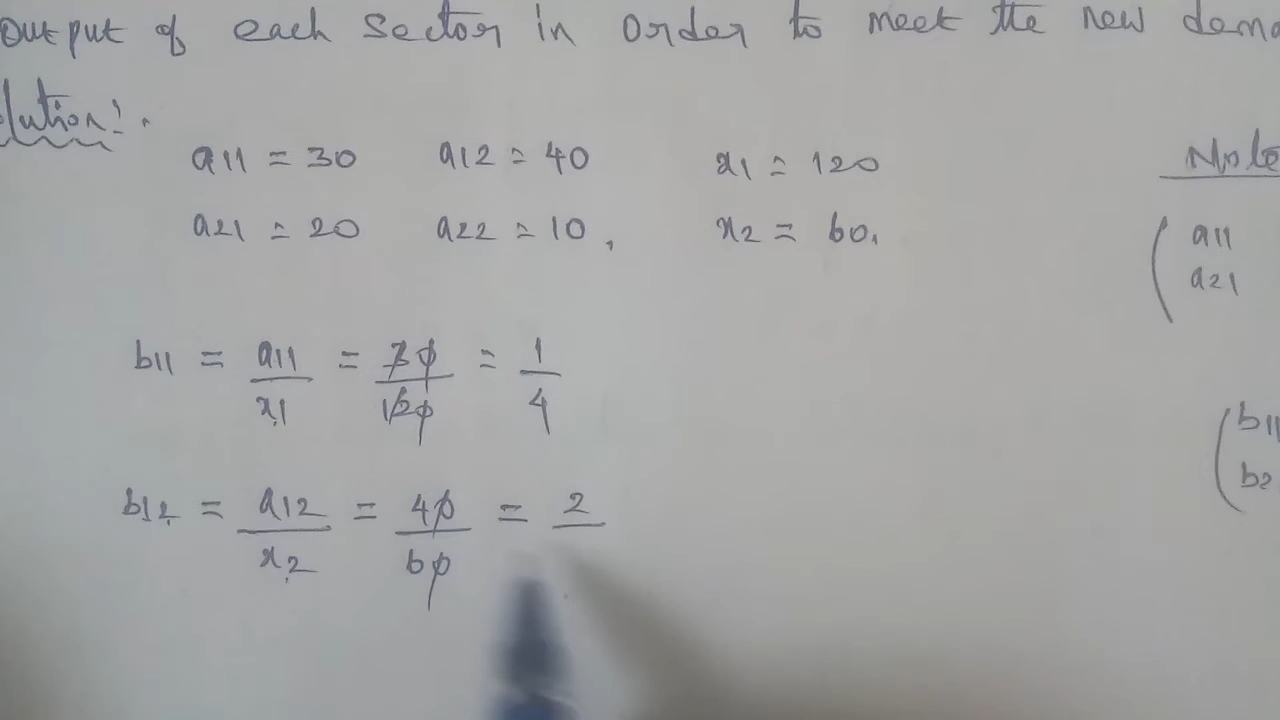 output of each sector in order to meet the new dema
lution:.
a11 = 30 a12 = 40 x1 = 120
a21 = 20 a22 = 10, x2 = 60.
Note
( a11
a21
b11 = a11/x1 = 30/120 = 1/4
( b11
b2
b12 = a12/x2 = 40/60 = 2/